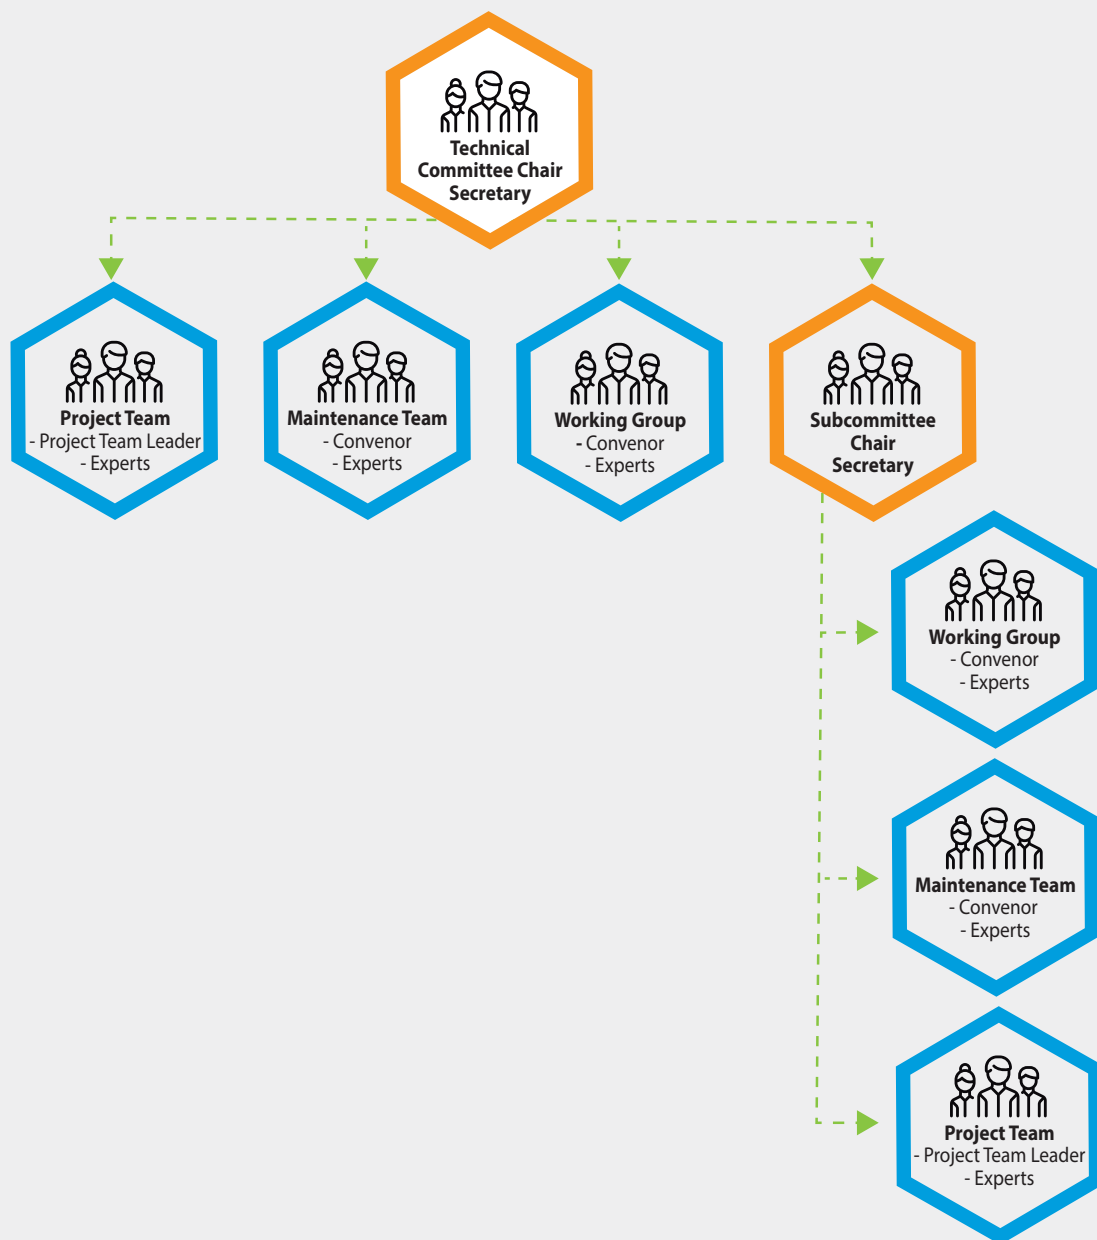 Technical
Committee Chair
Secretary
Project Team
- Project Team Leader
- Experts
Maintenance Team
- Convenor
- Experts
Working Group
- Convenor
- Experts
Subcommittee
Chair
Secretary
Working Group
- Convenor
- Experts
Maintenance Team
- Convenor
- Experts
Project Team
- Project Team Leader
- Experts